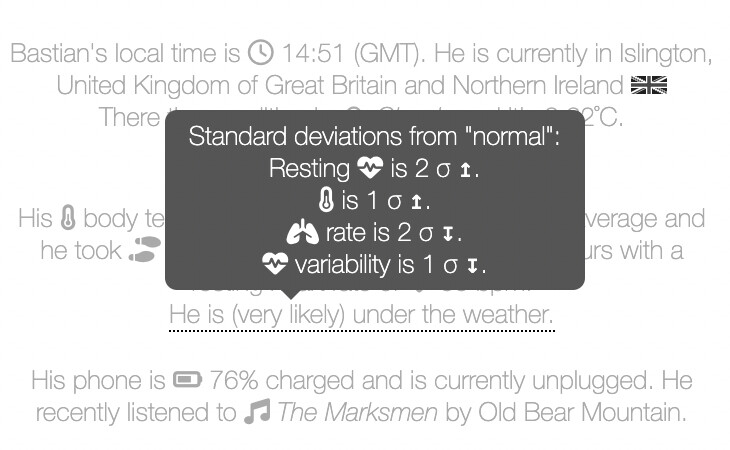 Bastian's local time is 14:51 (GMT). He is currently in Islington,
United Kingdom of Great Britain and Northern Ireland
There
2°C.
Standard deviations from "normal":
Resting is 2 σ ↥.
is 1 σ ↥.
rate is 2 σ ↧.
variability is 1 σ ↧.
His body and
he took with a
He is (very likely) under the weather.
His phone is 76% charged and is currently unplugged. He
recently listened to The Marksmen by Old Bear Mountain.